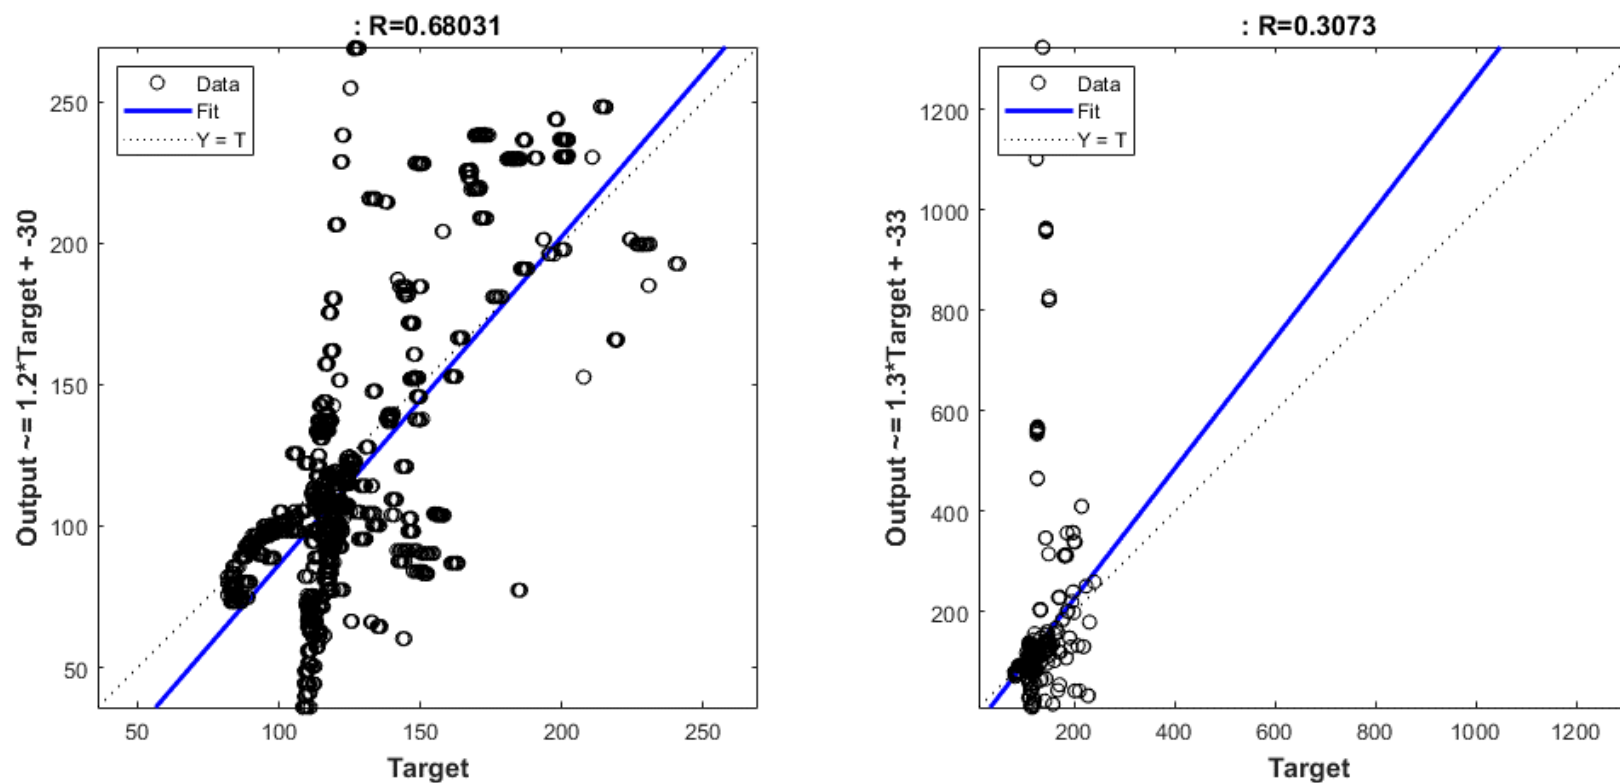 : R=0.68031
Data
Fit
Y = T
Output ~= 1.2*Target + -30
250
200
150
100
50
50
100
150
200
250
Target
: R=0.3073
Data
Fit
Y = T
Output ~= 1.3*Target + -33
1200
1000
800
600
400
200
200
400
600
800
1000
1200
Target